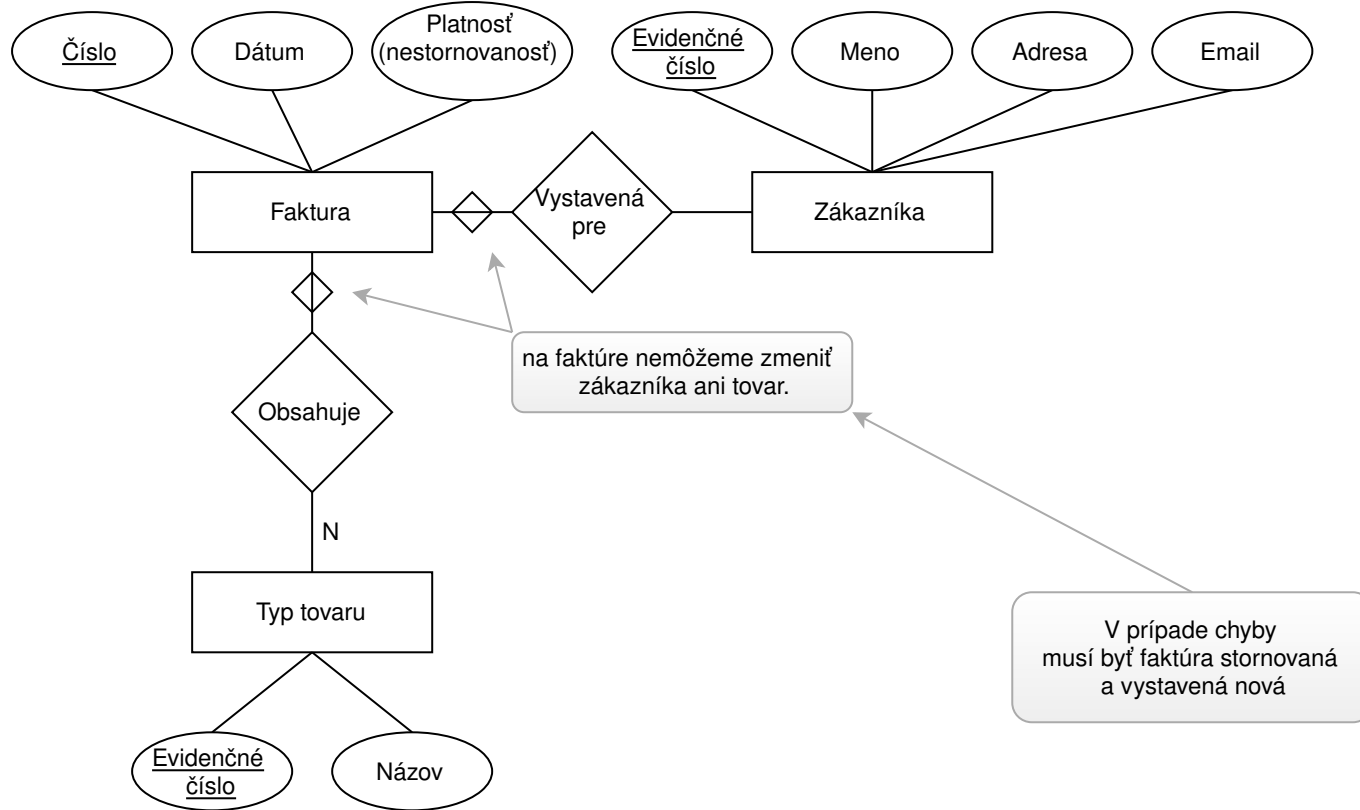 Číslo
Dátum
Platnosť
(nestornovanosť)
Evidenčné
číslo
Meno
Adresa
Email
Faktura
Vystavená
pre
Zákazníka
na faktúre nemôžeme zmeniť
zákazníka ani tovar.
Obsahuje
N
Typ tovaru
V prípade chyby
musí byť faktúra stornovaná
a vystavená nová
Evidenčné
číslo
Názov